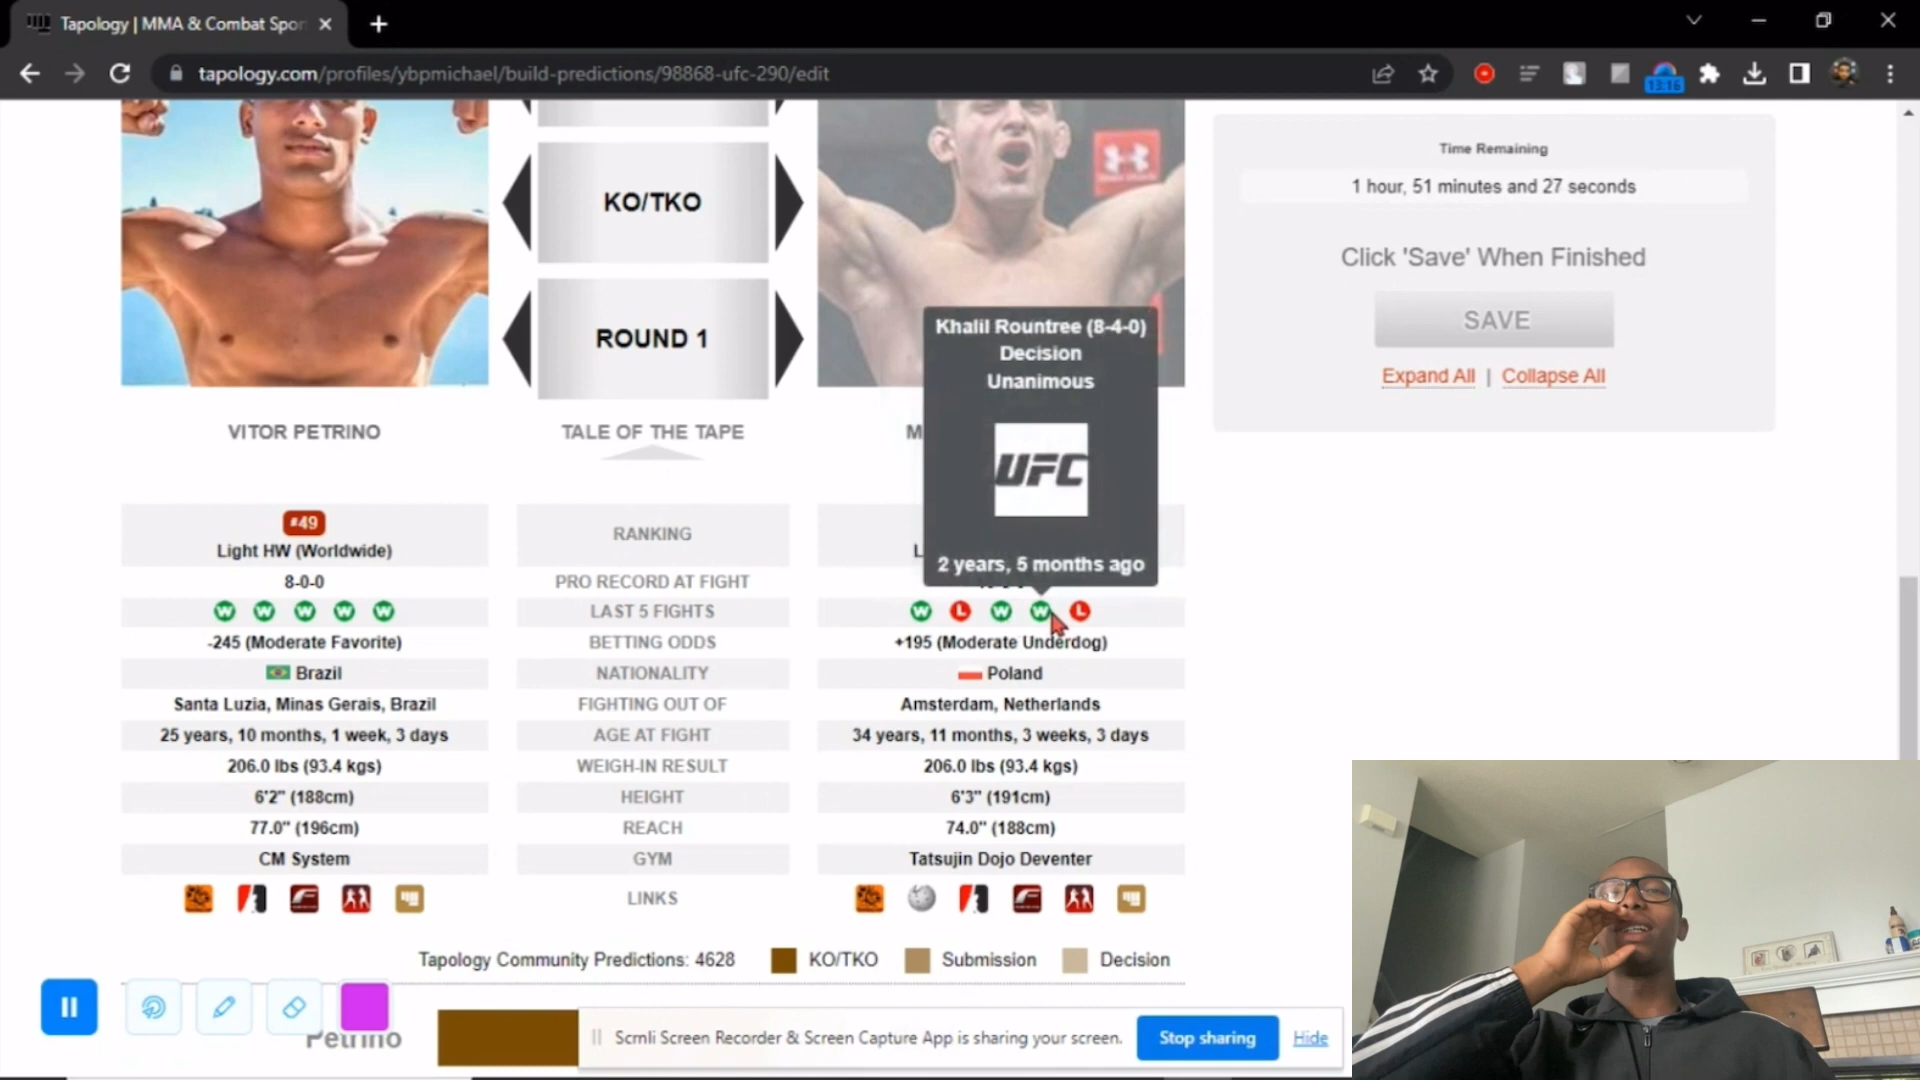 Tapology | MMA & Combat Spor
tapology.com/profiles/ybpmichael/build-predictions/98868-ufc-290/edit
13:16
KO/TKO
ROUND 1
Khalil Rountree (8-4-0)
Decision
Unanimous
UFC
2 years, 5 months ago
Time Remaining
1 hour, 51 minutes and 27 seconds
Click 'Save' When Finished
SAVE
Expand All | Collapse All
VITOR PETRINO TALE OF THE TAPE M
#49
Light HW (Worldwide) RANKING L
8-0-0 PRO RECORD AT FIGHT
W W W W W LAST 5 FIGHTS W L W W L
-245 (Moderate Favorite) BETTING ODDS +195 (Moderate Underdog)
Brazil NATIONALITY Poland
Santa Luzia, Minas Gerais, Brazil FIGHTING OUT OF Amsterdam, Netherlands
25 years, 10 months, 1 week, 3 days AGE AT FIGHT 34 years, 11 months, 3 weeks, 3 days
206.0 lbs (93.4 kgs) WEIGH-IN RESULT 206.0 lbs (93.4 kgs)
6'2" (188cm) HEIGHT 6'3" (191cm)
77.0" (196cm) REACH 74.0" (188cm)
CM System GYM Tatsujin Dojo Deventer
LINKS
Tapology Community Predictions: 4628 KO/TKO Submission Decision
Petrino
Scrnli Screen Recorder & Screen Capture App is sharing your screen. Stop sharing Hide